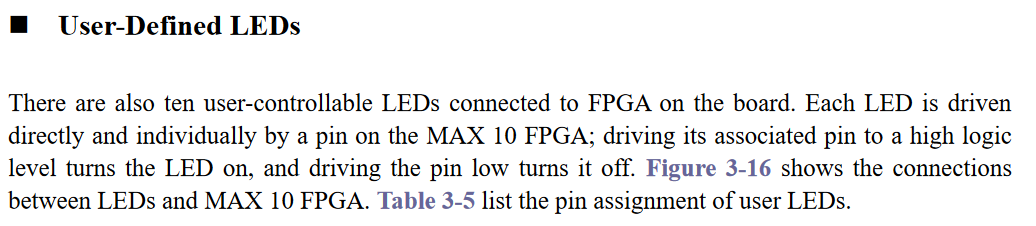 ■ User-Defined LEDs
There are also ten user-controllable LEDs connected to FPGA on the board. Each LED is driven
directly and individually by a pin on the MAX 10 FPGA; driving its associated pin to a high logic
level turns the LED on, and driving the pin low turns it off. Figure 3-16 shows the connections
between LEDs and MAX 10 FPGA. Table 3-5 list the pin assignment of user LEDs.